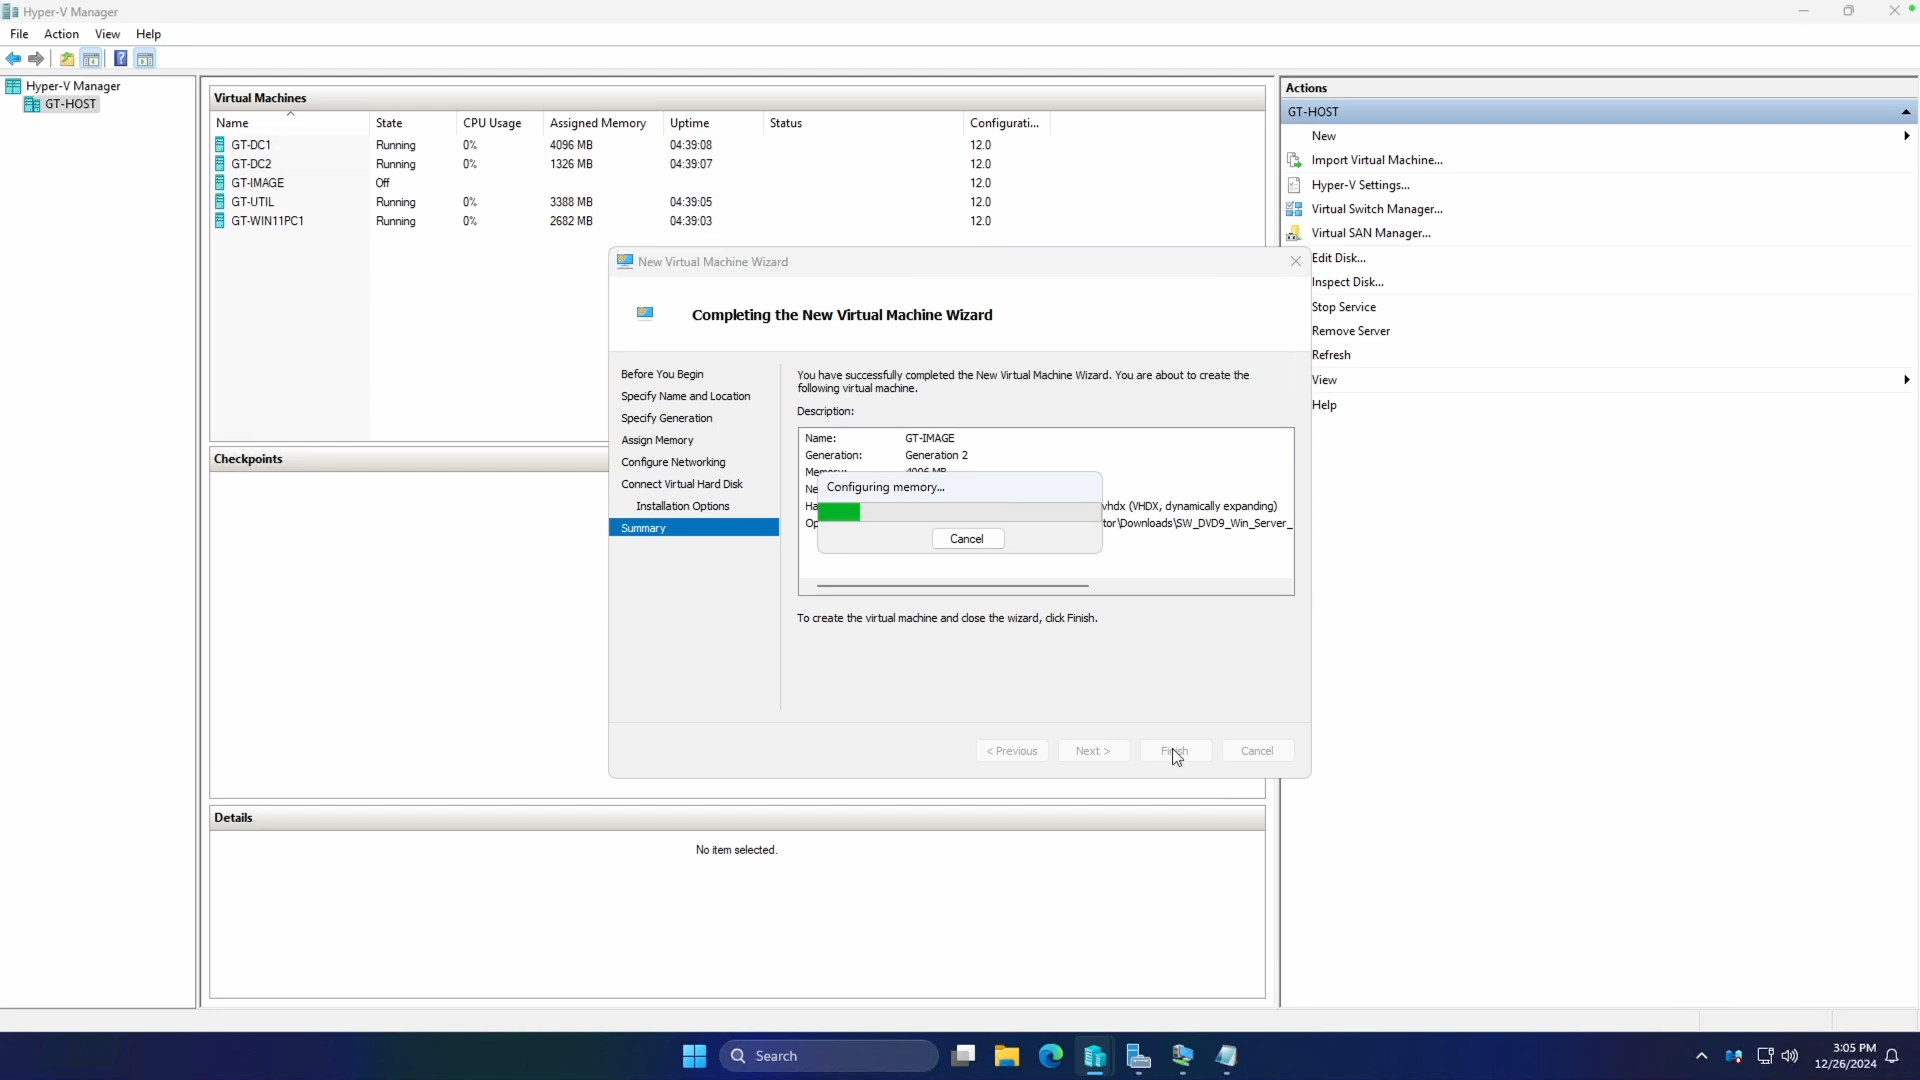 Hyper-V Manager
File Action View Help
Hyper-V Manager
GT-HOST
Virtual Machines
Name State CPU Usage Assigned Memory Uptime Status Configurati...
GT-DC1 Running 0% 4096 MB 04:39:08 12.0
GT-DC2 Running 0% 1326 MB 04:39:07 12.0
GT-IMAGE Off 12.0
GT-UTIL Running 0% 3388 MB 04:39:05 12.0
GT-WIN11PC1 Running 0% 2682 MB 04:39:03 12.0
Checkpoints
Details
No item selected.
New Virtual Machine Wizard
Completing the New Virtual Machine Wizard
Before You Begin
Specify Name and Location
Specify Generation
Assign Memory
Configure Networking
Connect Virtual Hard Disk
Installation Options
Summary
You have successfully completed the New Virtual Machine Wizard. You are about to create the
following virtual machine.
Description:
Name: GT-IMAGE
Generation: Generation 2
Memory: 4096 MB
Configuring memory...
vhdx (VHDX, dynamically expanding)
tor\Downloads\SW_DVD9_Win_Server_
Cancel
To create the virtual machine and close the wizard, click Finish.
< Previous Next > Finish Cancel
Actions
GT-HOST
New
Import Virtual Machine...
Hyper-V Settings...
Virtual Switch Manager...
Virtual SAN Manager...
Edit Disk...
Inspect Disk...
Stop Service
Remove Server
Refresh
View
Help
Search
3:05 PM
12/26/2024